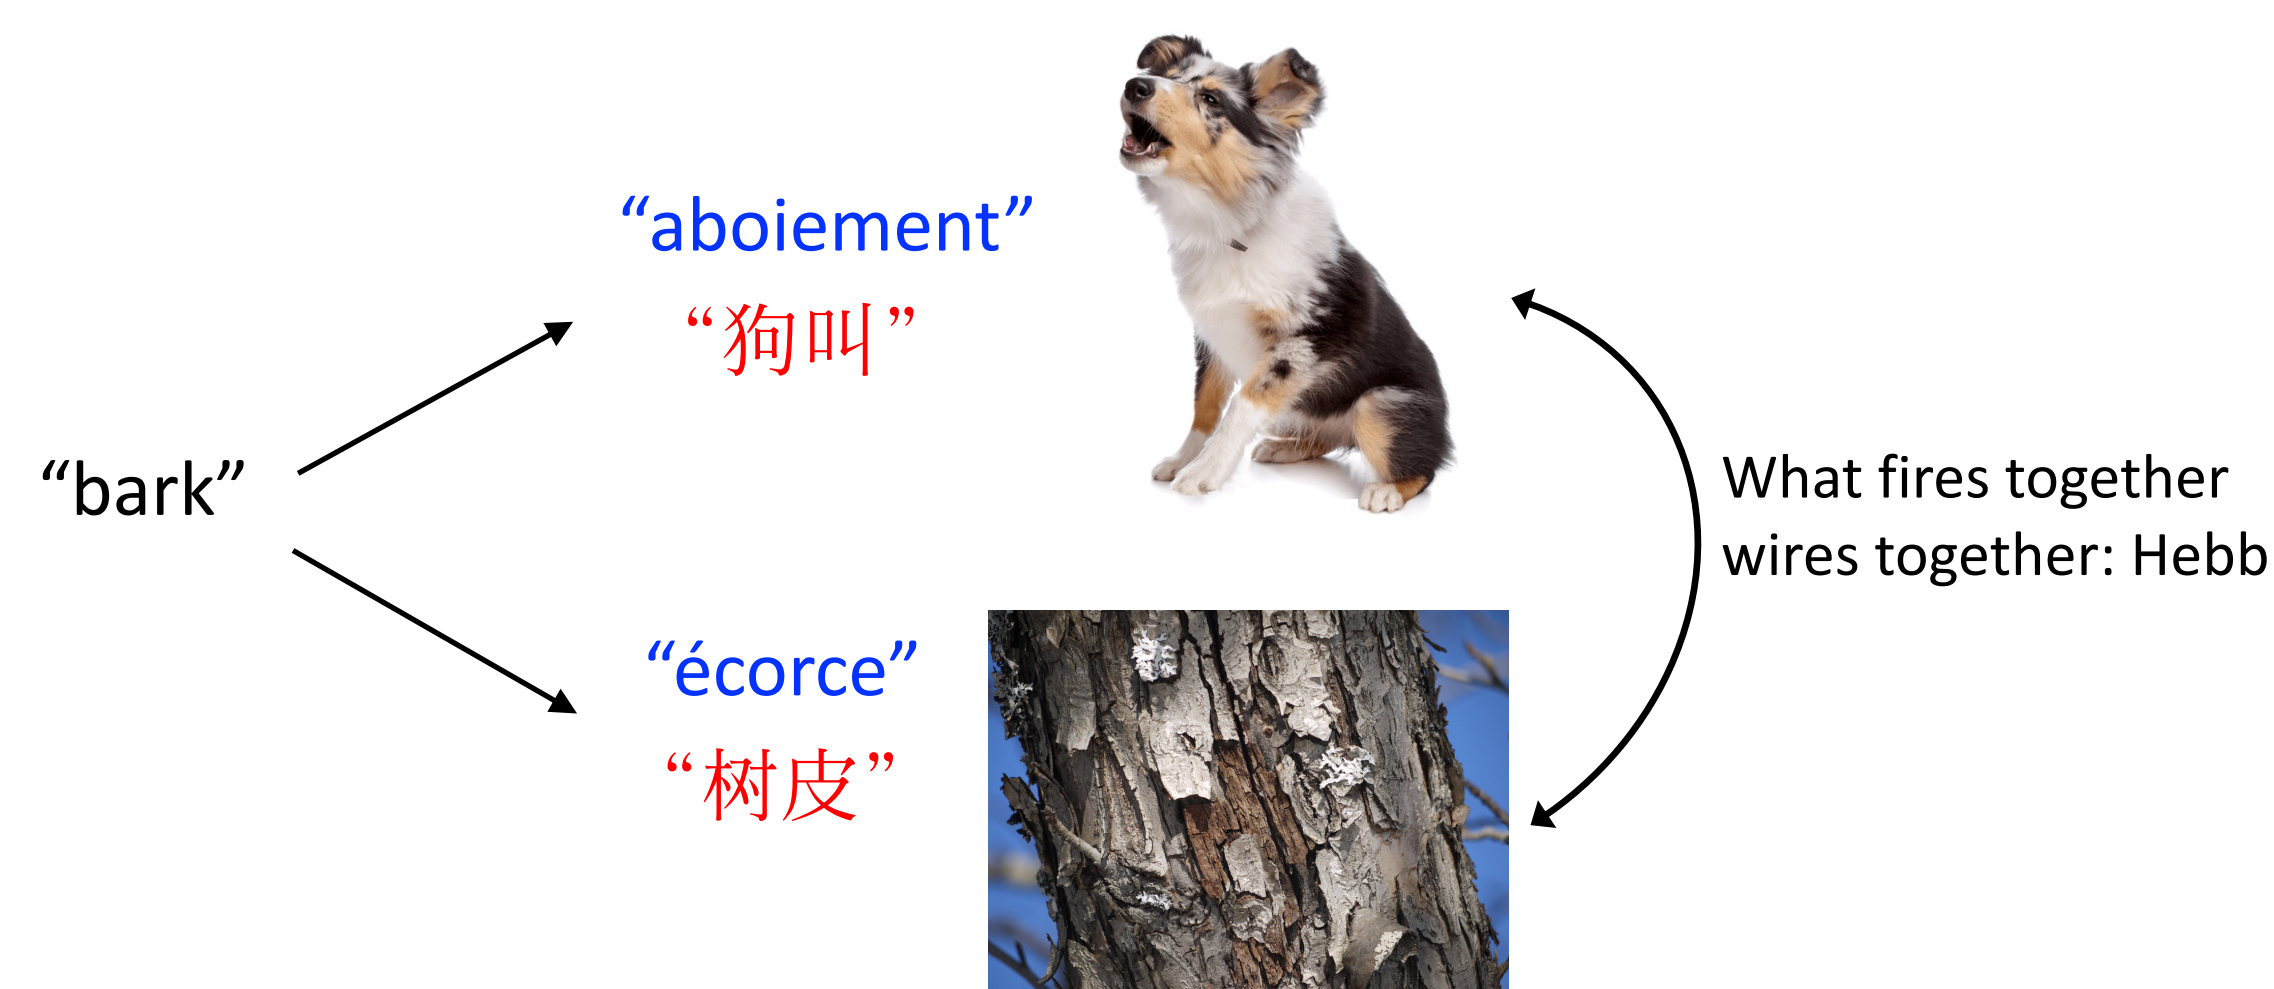 “aboiement”
“狗叫”
“bark”
What fires together
wires together: Hebb
“écorce”
“树皮”